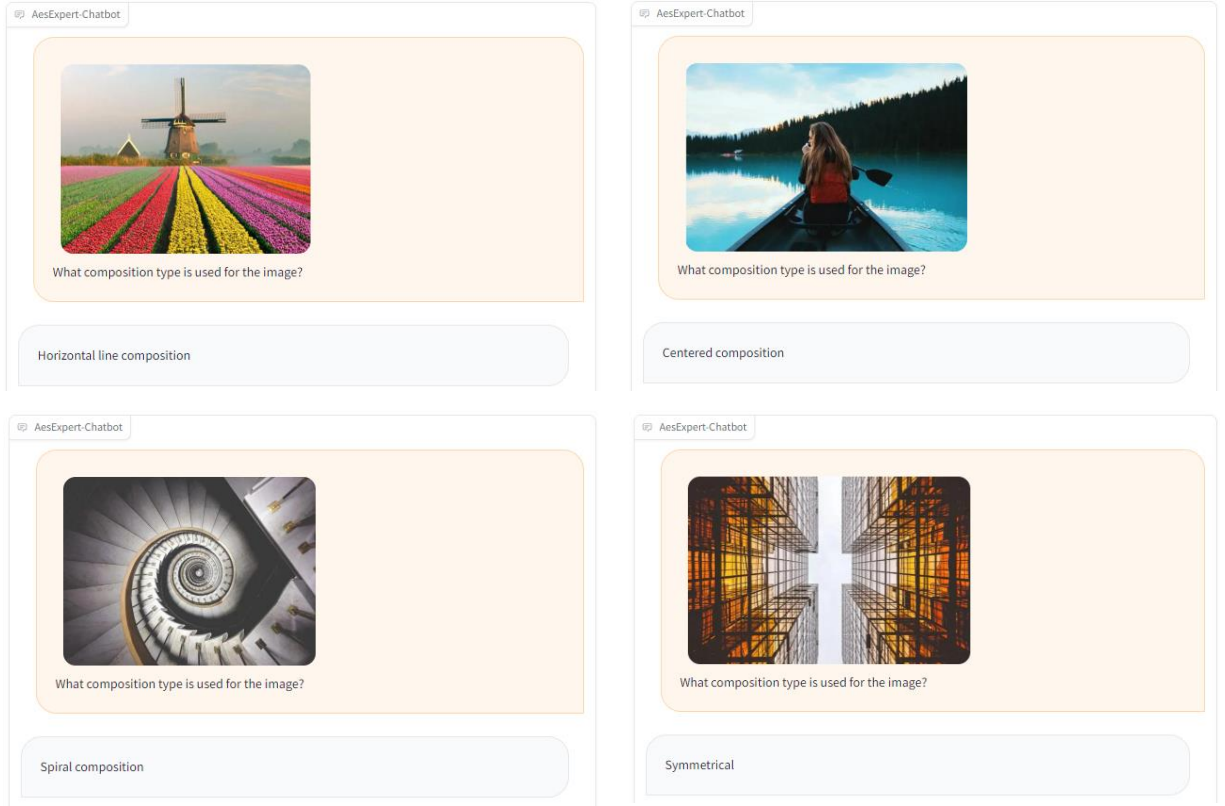 AesExpert-Chatbot
What composition type is used for the image?
Horizontal line composition
AesExpert-Chatbot
What composition type is used for the image?
Centered composition
AesExpert-Chatbot
What composition type is used for the image?
Spiral composition
AesExpert-Chatbot
What composition type is used for the image?
Symmetrical